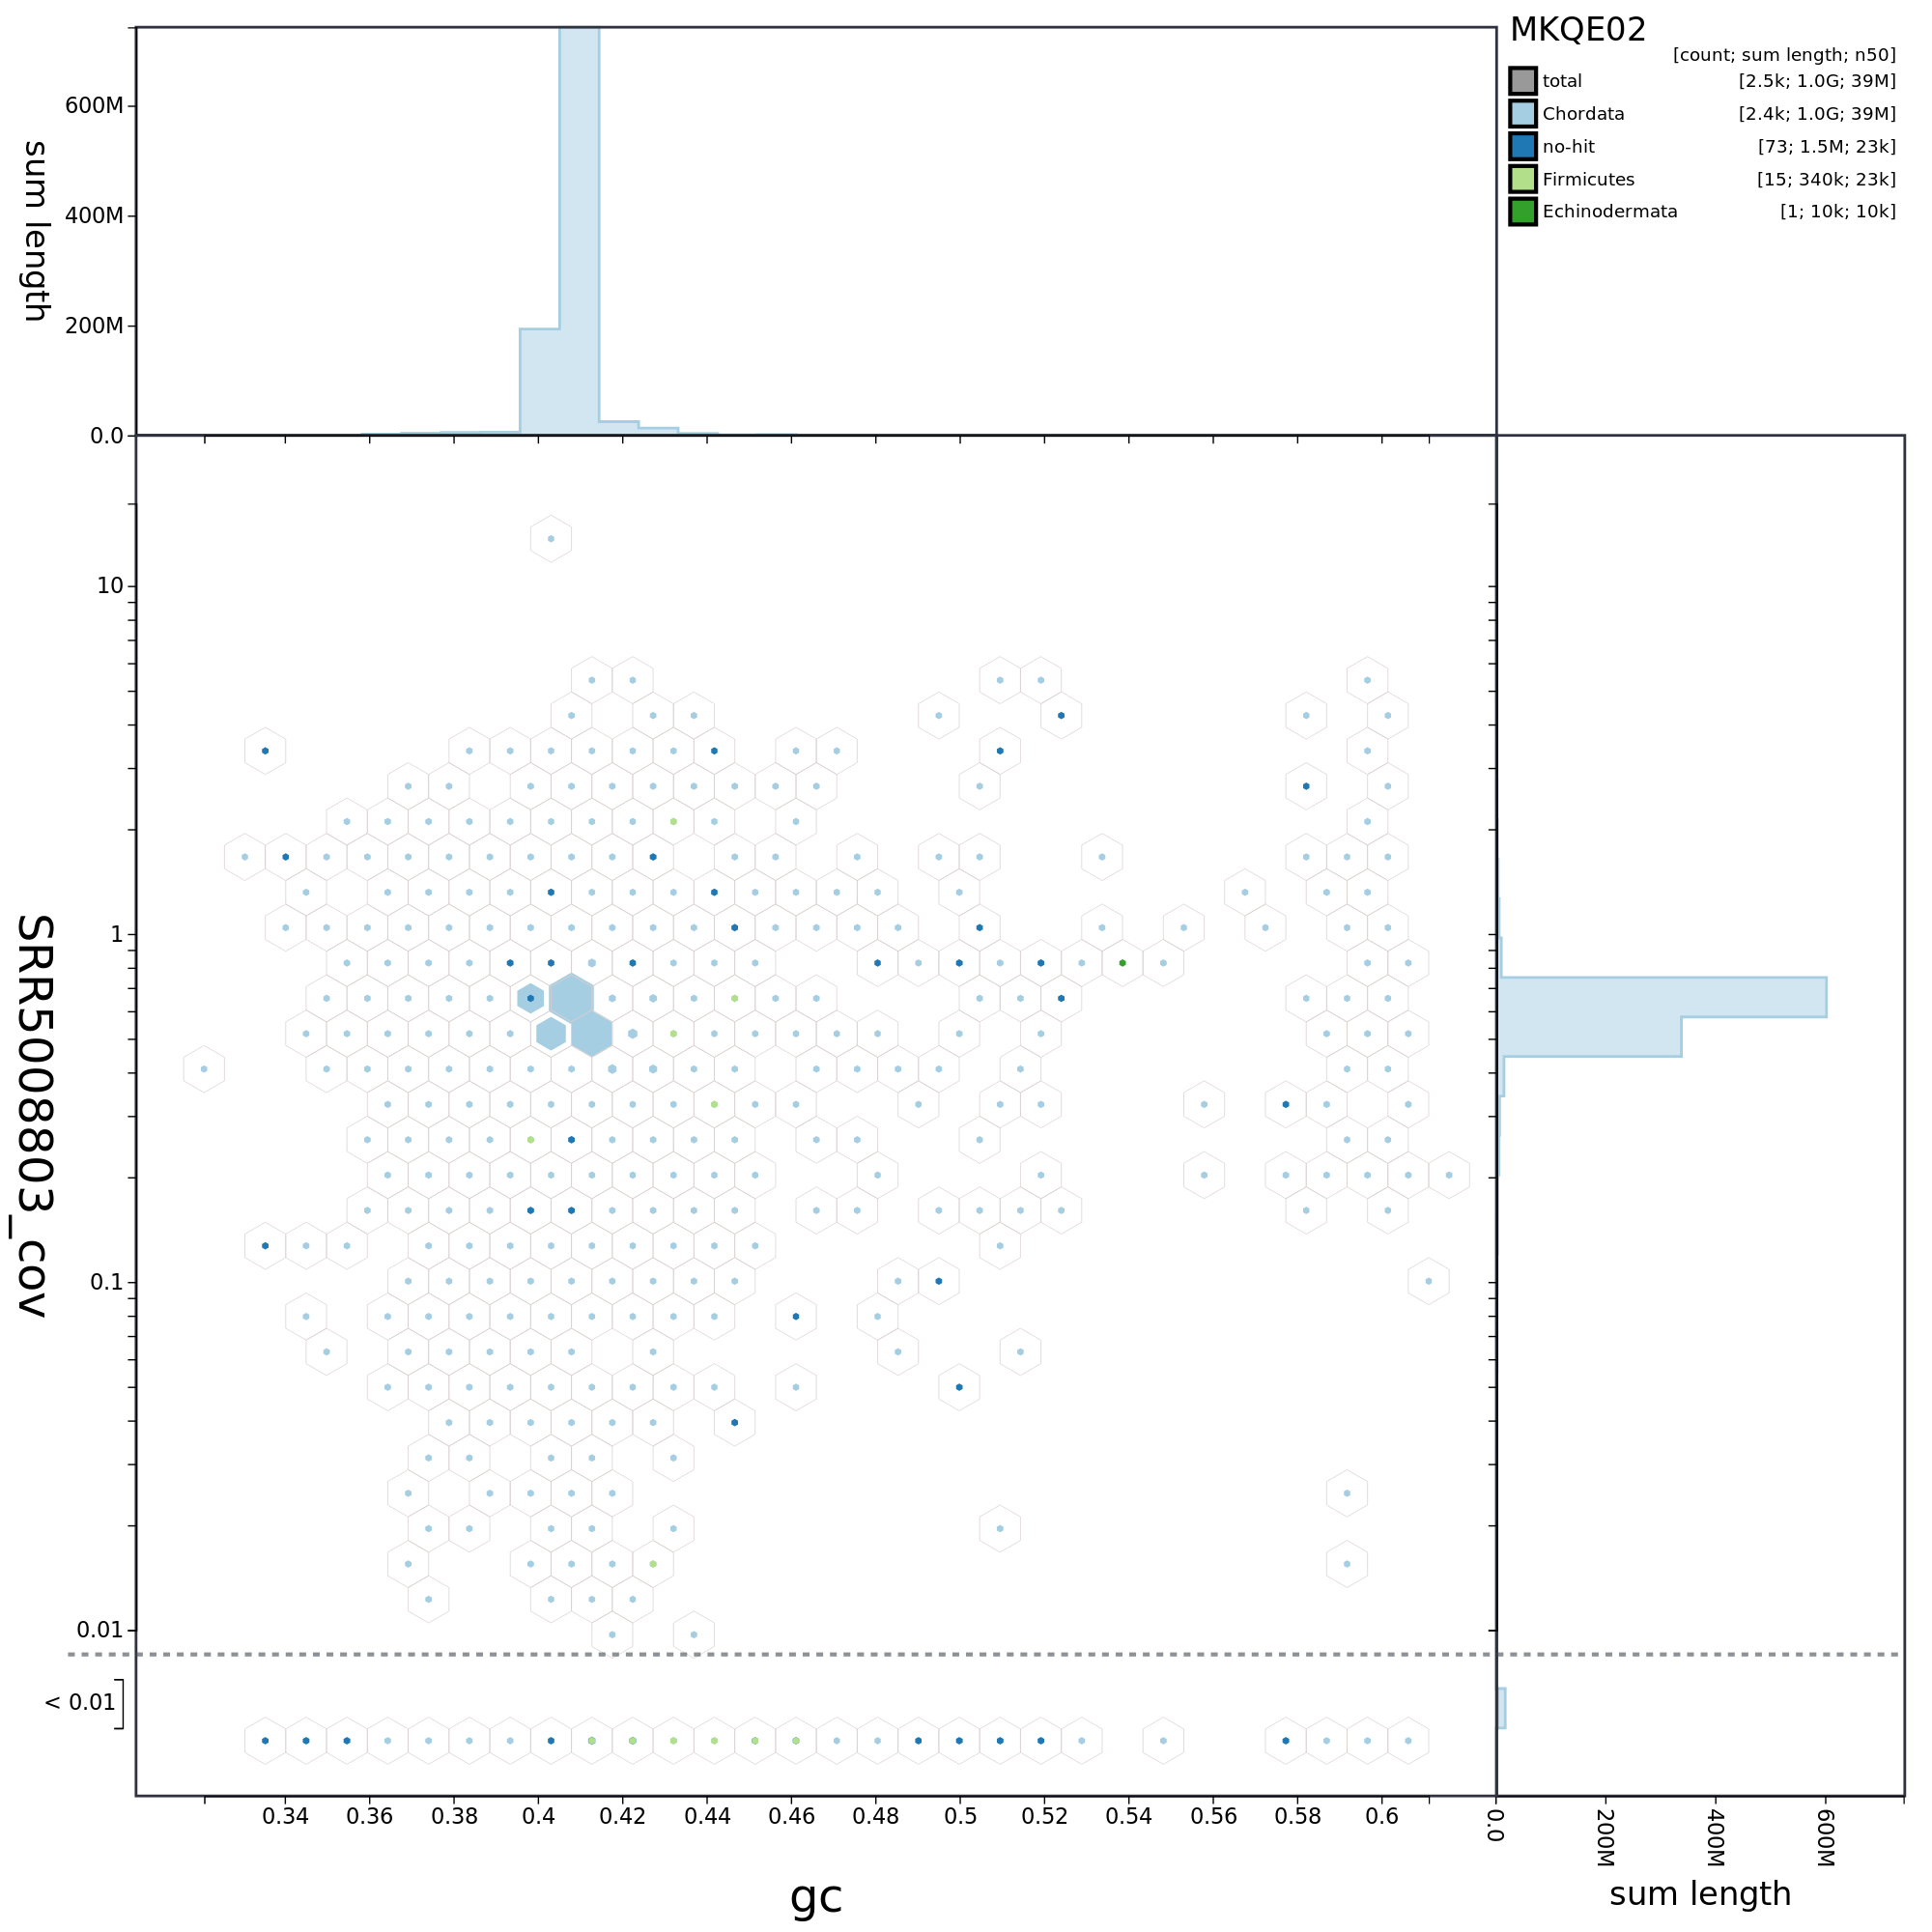 MKQE02
[count; sum length; n50]
total [2.5k; 1.0G; 39M]
Chordata [2.4k; 1.0G; 39M]
no-hit [73; 1.5M; 23k]
Firmicutes [15; 340k; 23k]
Echinodermata [1; 10k; 10k]
sum length
600M
400M
200M
0.0
SRR5008803_cov
10
1
0.1
0.01
< 0.01
0.34 0.36 0.38 0.4 0.42 0.44 0.46 0.48 0.5 0.52 0.54 0.56 0.58 0.6
gc
0.0 200M 400M 600M
sum length